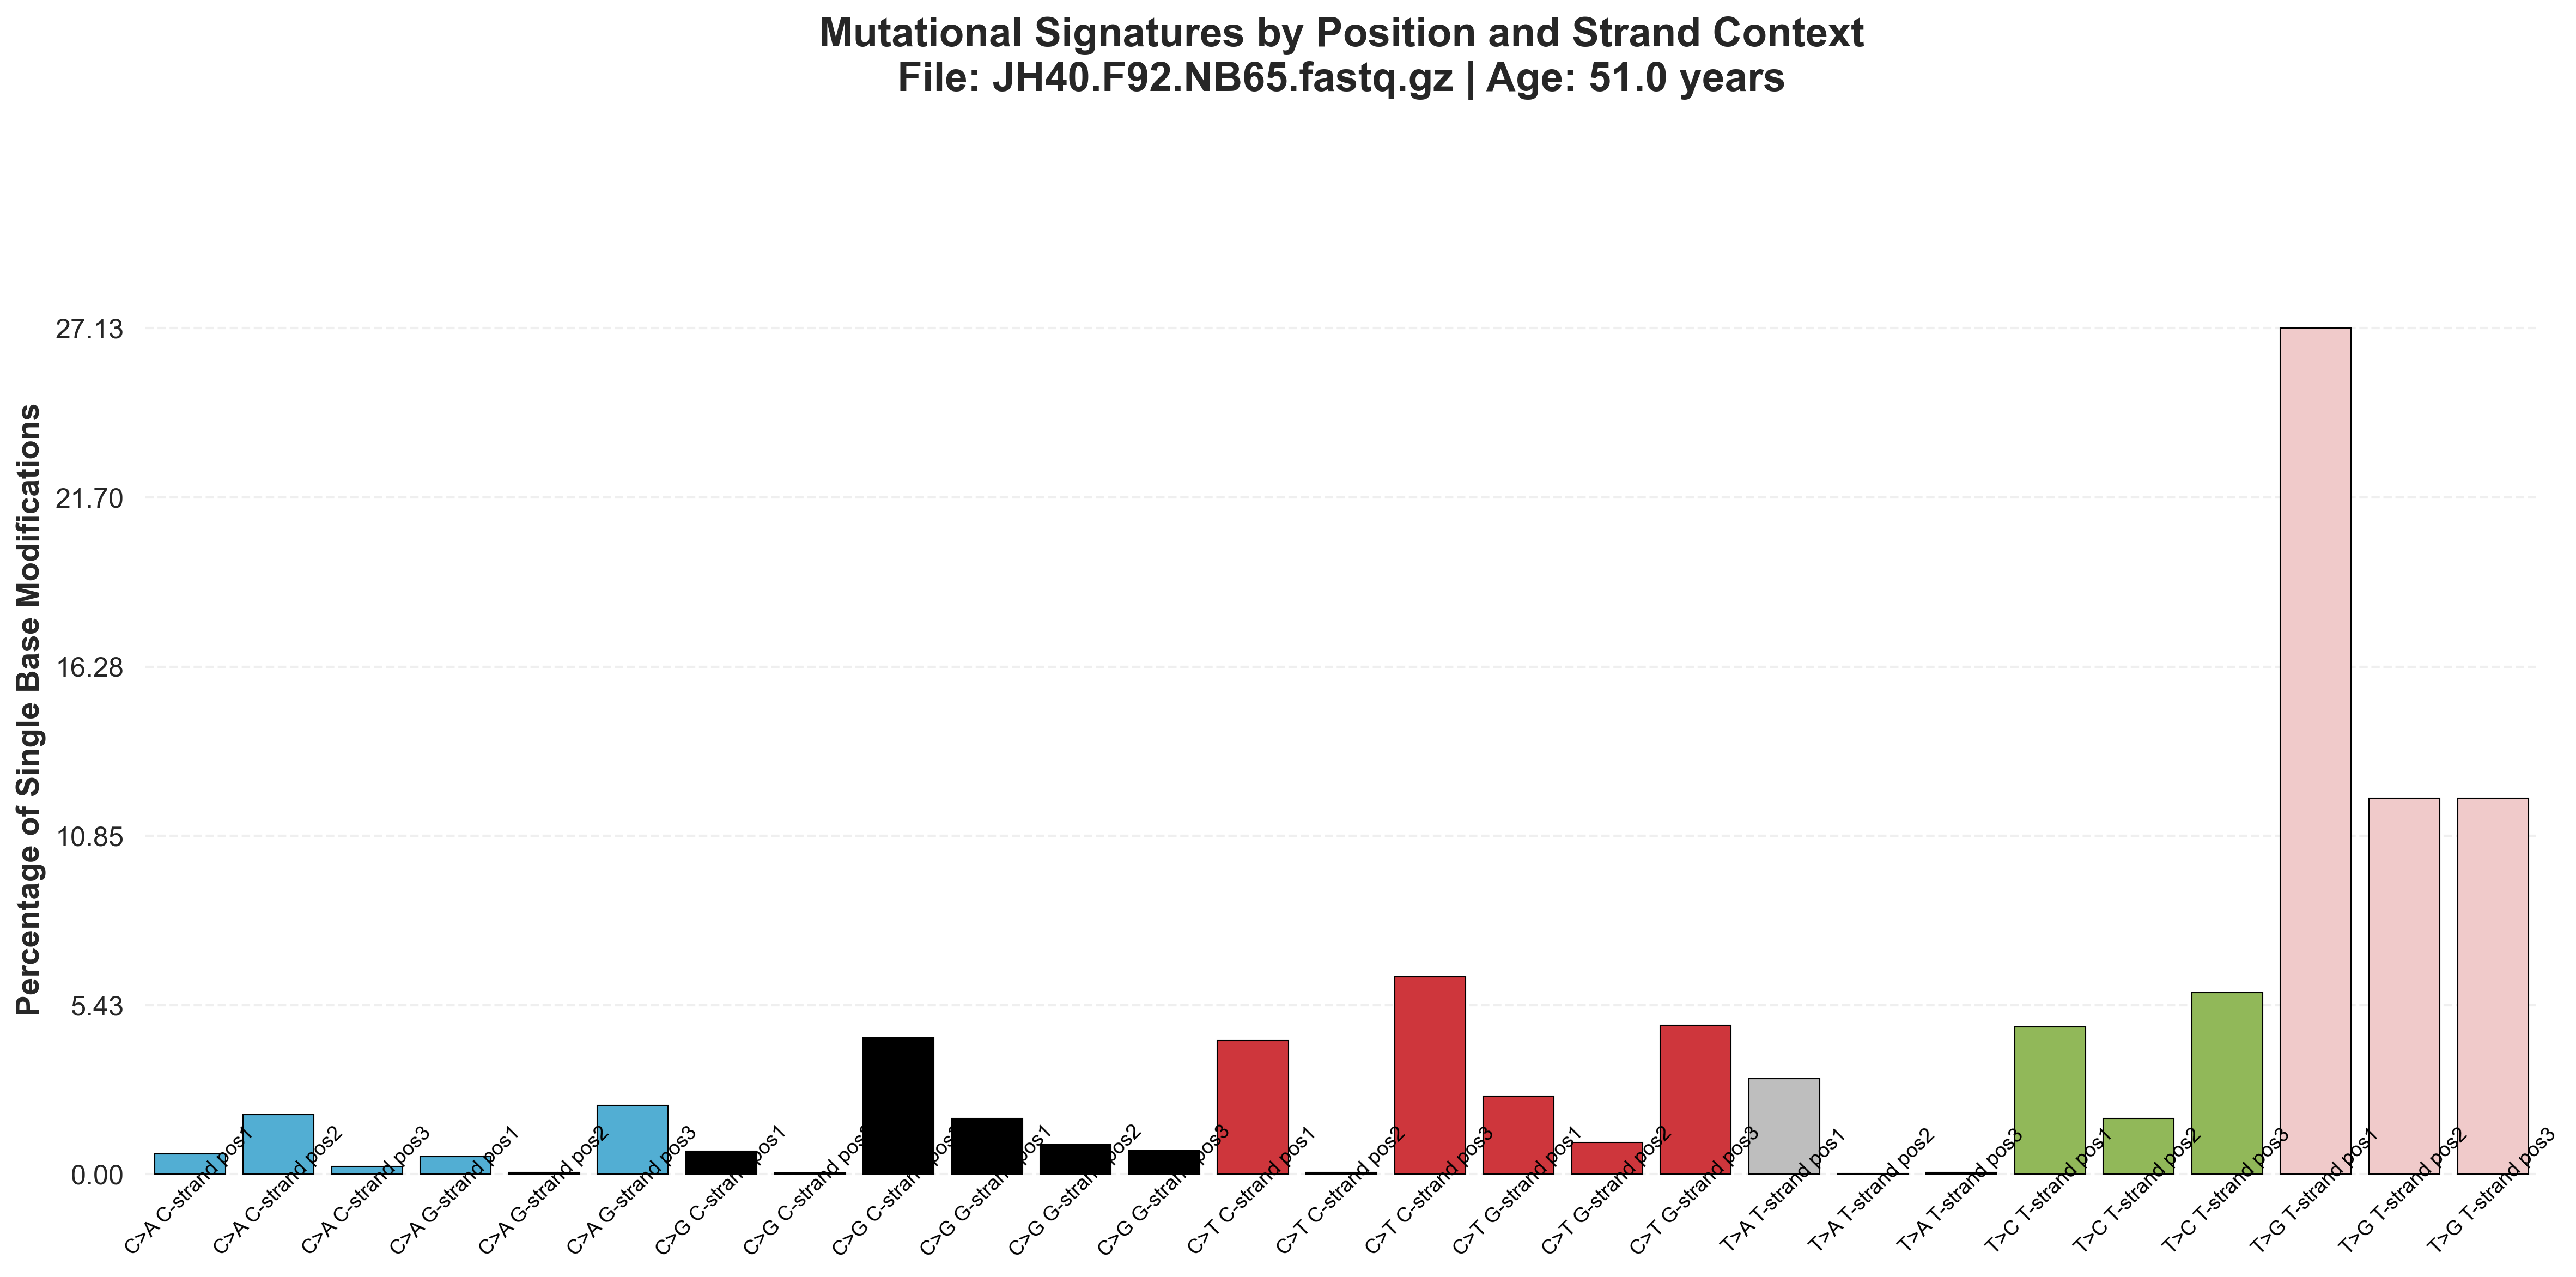 Mutational Signatures by Position and Strand Context
File: JH40.F92.NB65.fastq.gz | Age: 51.0 years
Percentage of Single Base Modifications
27.13
21.70
16.28
10.85
5.43
0.00
C>A C-strand pos1
C>A C-strand pos2
C>A C-strand pos3
C>A G-strand pos1
C>A G-strand pos2
C>A G-strand pos3
C>G C-strand pos1
C>G C-strand pos2
C>G C-strand pos3
C>G G-strand pos1
C>G G-strand pos2
C>G G-strand pos3
C>T C-strand pos1
C>T C-strand pos2
C>T C-strand pos3
C>T G-strand pos1
C>T G-strand pos2
C>T G-strand pos3
T>A T-strand pos1
T>A T-strand pos2
T>A T-strand pos3
T>C T-strand pos1
T>C T-strand pos2
T>C T-strand pos3
T>G T-strand pos1
T>G T-strand pos2
T>G T-strand pos3